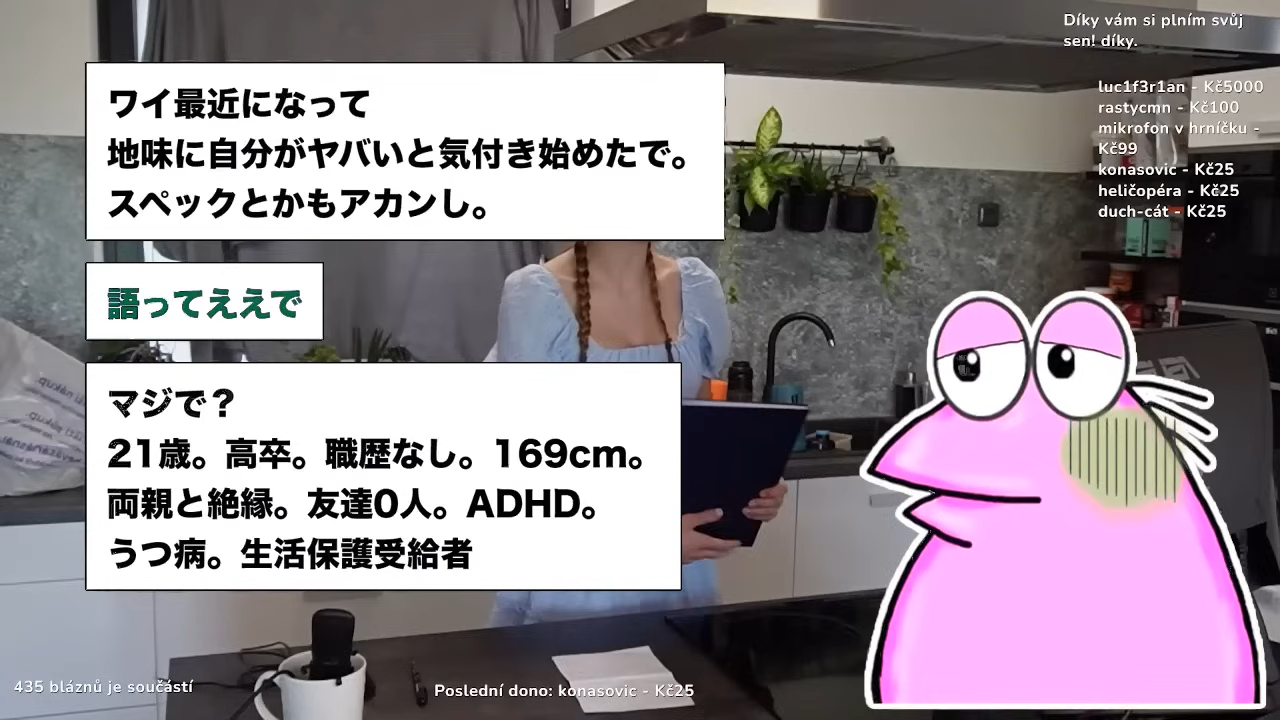 Díky vám si plním svůj
sen! díky.
luc1f3r1an - Kč5000
rastycmn - Kč100
mikrofon v hrníčku -
Kč99
konasovic - Kč25
heličopéra - Kč25
duch-cát - Kč25
ワイ最近になって
地味に自分がヤバいと気付き始めたで。
スペックとかもアカンし。
語ってええで
マジで？
21歳。高卒。職歴なし。169cm。
両親と絶縁。友達0人。ADHD。
うつ病。生活保護受給者
435 bláznů je součástí
Poslední dono: konasovic - Kč25